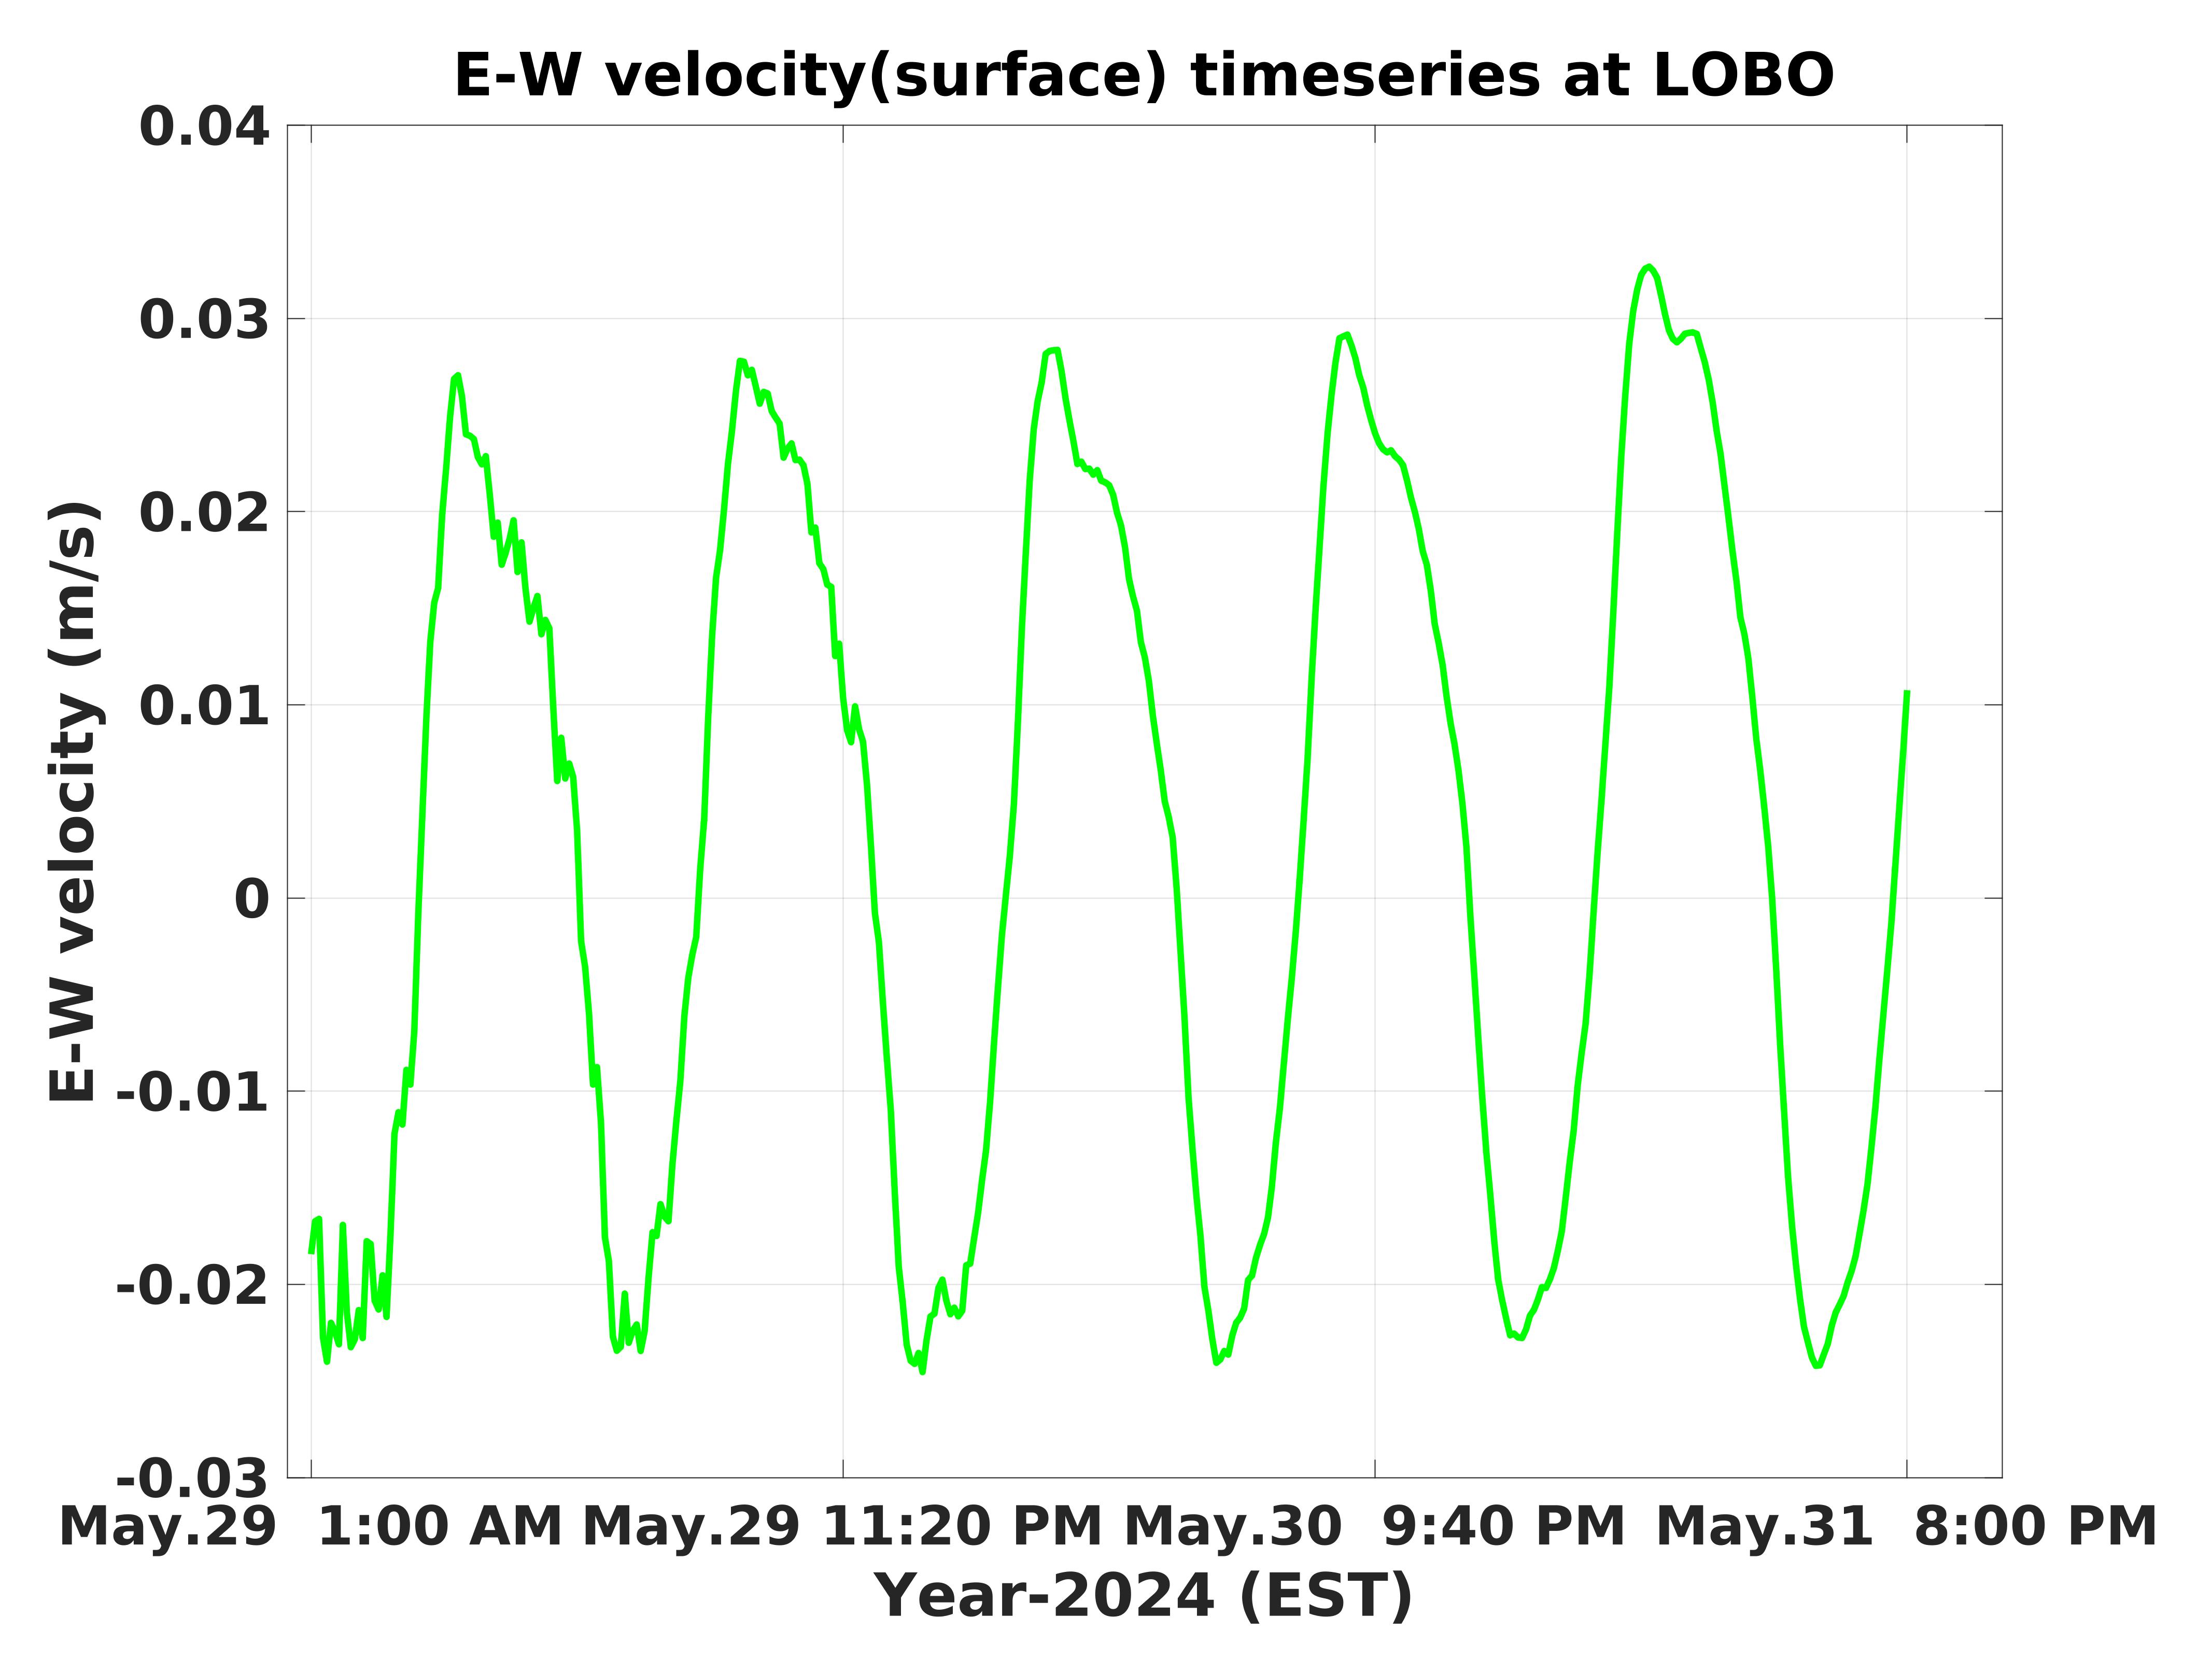 E-W velocity(surface) timeseries at LOBO
0.04
0.03
0.02
0.01
0
-0.01
-0.02
-0.03
E-W velocity (m/s)
May.29 1:00 AM May.29 11:20 PM May.30 9:40 PM May.31 8:00 PM
Year-2024 (EST)